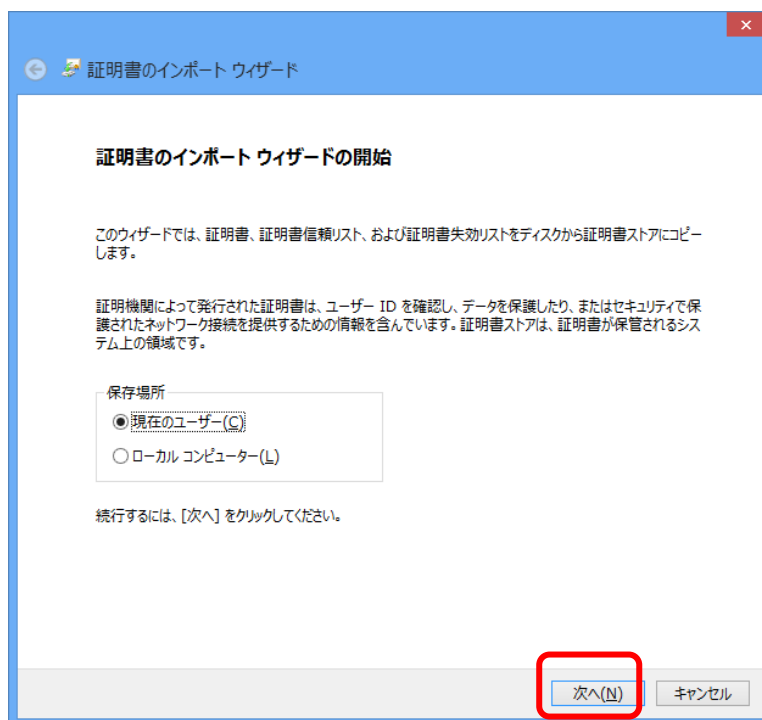 証明書のインポート ウィザード
証明書のインポート ウィザードの開始
このウィザードでは、証明書、証明書信頼リスト、および証明書失効リストをディスクから証明書ストアにコピー
します。
証明機関によって発行された証明書は、ユーザー ID を確認し、データを保護したり、またはセキュリティで保
護されたネットワーク接続を提供するための情報を含んでいます。証明書ストアは、証明書が保管されるシス
テム上の領域です。
保存場所
現在のユーザー(C)
ローカル コンピューター(L)
続行するには、[次へ] をクリックしてください。
次へ(N)
キャンセル